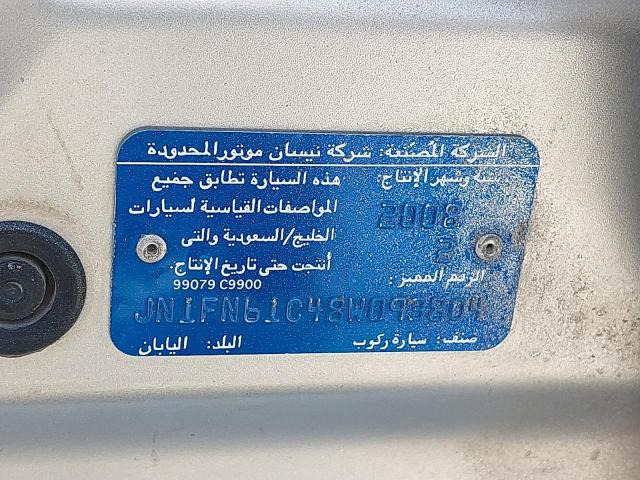 الشركة المصنعة: شركة نيسان موتور المحدودة
سنة وشهر الإنتاج:
2008
2
هذه السيارة تطابق جميع
المواصفات القياسية لسيارات
الخليج/السعودية والتى
أنتجت حتى تاريخ الإنتاج.
99079 C9900
الرقم المميز:
JN1FN61C48W093804
صنف: سيارة ركوب
البلد: اليابان